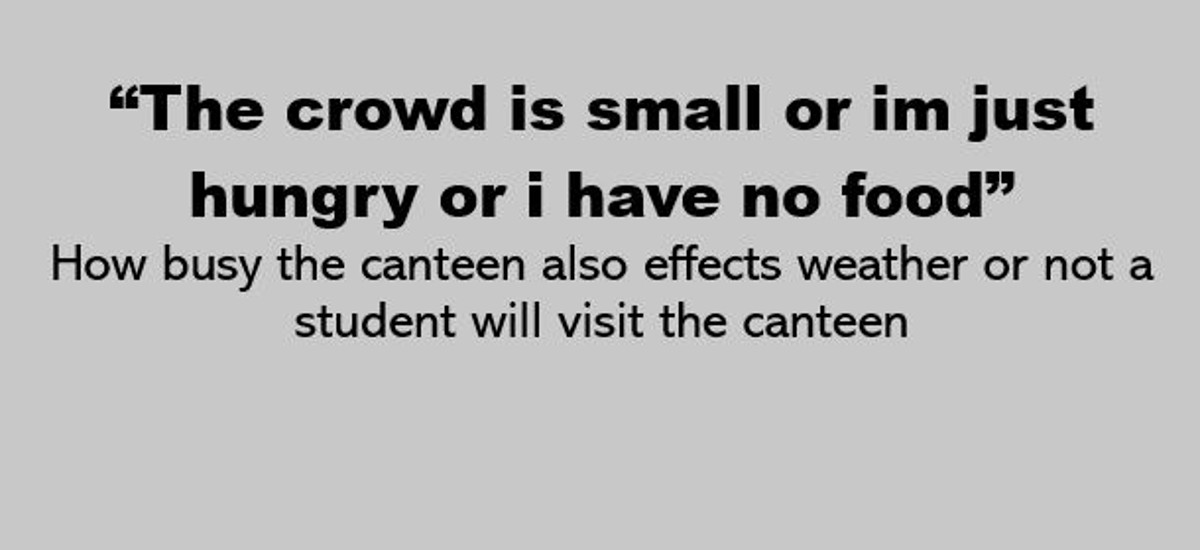 “The crowd is small or im just
hungry or i have no food”
How busy the canteen also effects weather or not a
student will visit the canteen